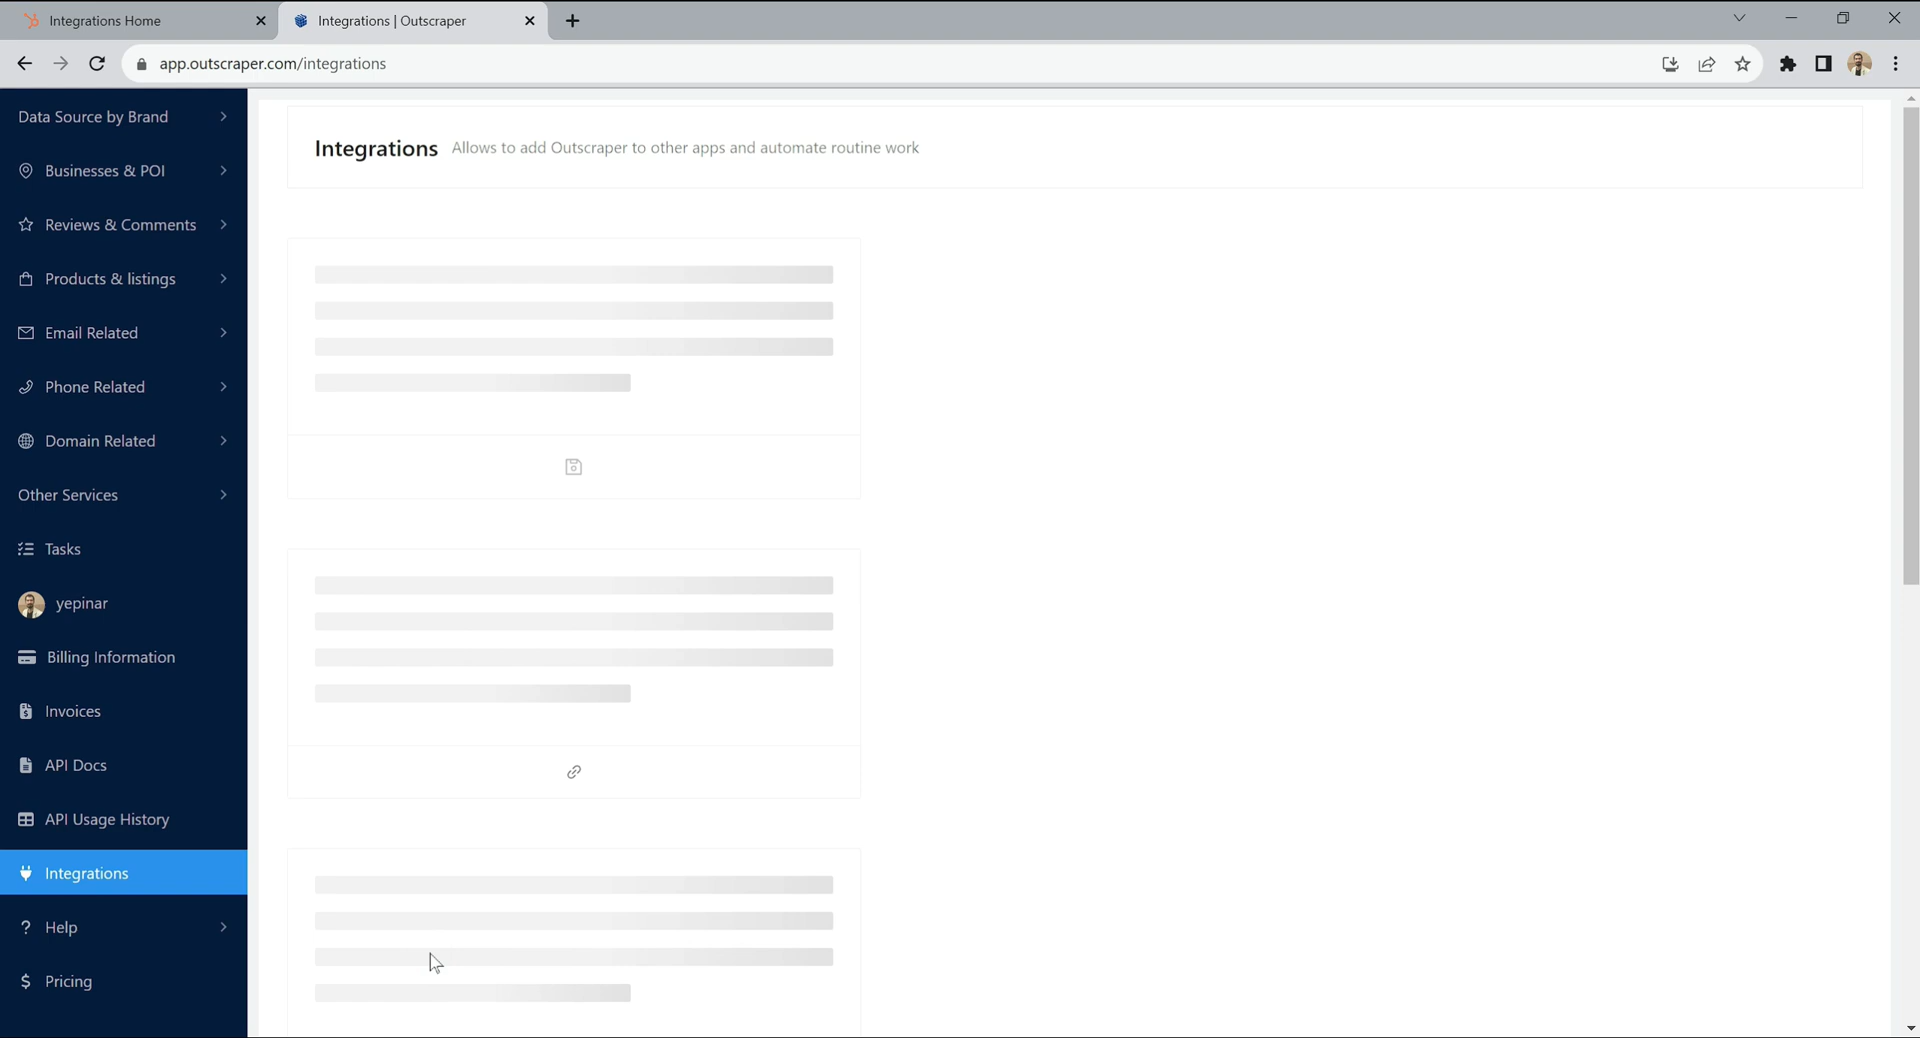 Integrations Home
Integrations | Outscraper
app.outscraper.com/integrations
Data Source by Brand
Businesses & POI
Reviews & Comments
Products & listings
Email Related
Phone Related
Domain Related
Other Services
Tasks
yepinar
Billing Information
Invoices
API Docs
API Usage History
Integrations
? Help
$ Pricing
Integrations Allows to add Outscraper to other apps and automate routine work